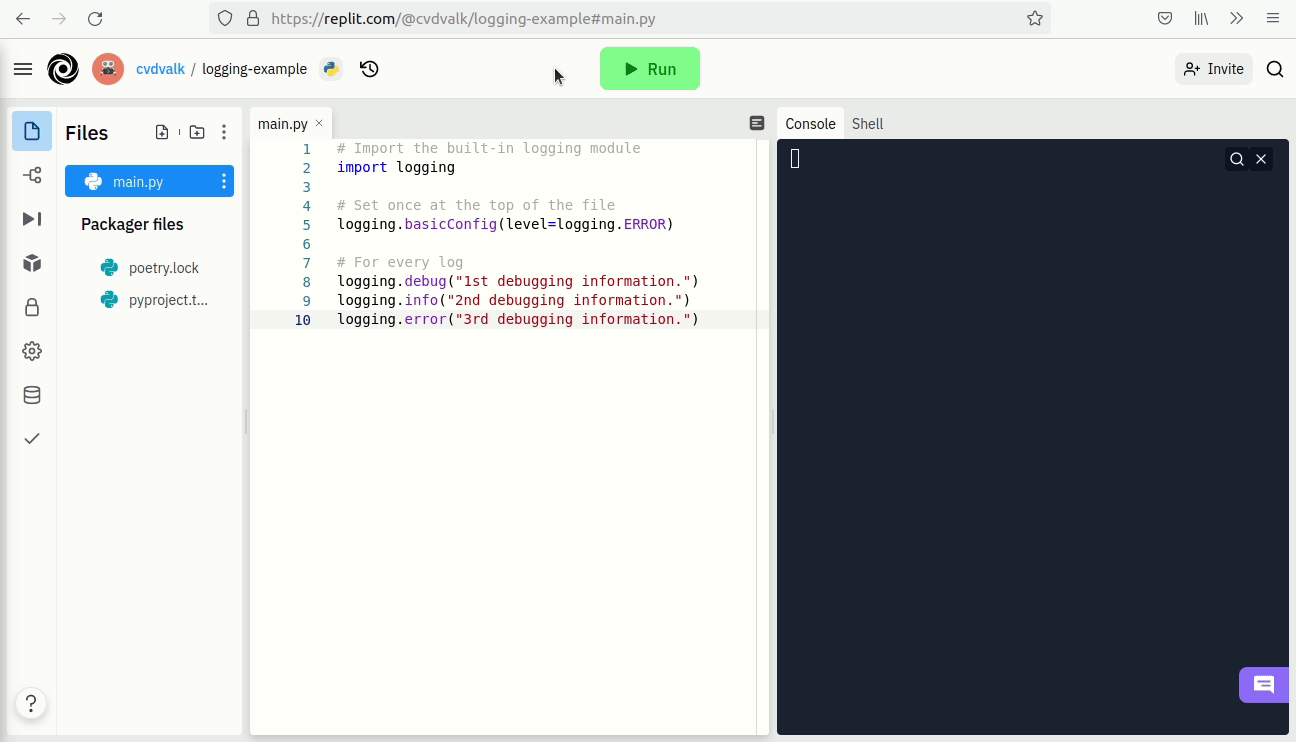 https://replit.com/@cvdvalk/logging-example#main.py
cvdvalk / logging-example
Run
Invite
Files
main.py
Packager files
poetry.lock
pyproject.t...
?
main.py ×
1 # Import the built-in logging module
2 import logging
3
4 # Set once at the top of the file
5 logging.basicConfig(level=logging.ERROR)
6
7 # For every log
8 logging.debug("1st debugging information.")
9 logging.info("2nd debugging information.")
10 logging.error("3rd debugging information.")
Console Shell